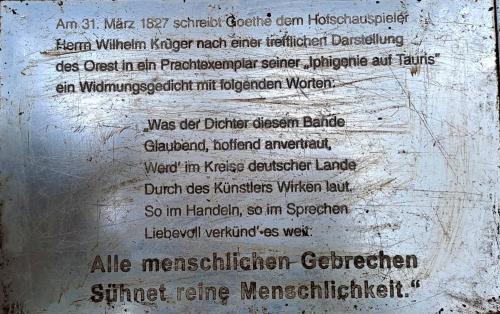 Am 31. März 1827 schreibt Goethe dem Hofschauspieler
Herrn Wilhelm Krüger nach einer trefflichen Darstellung
des Orest in ein Prachtexemplar seiner „Iphigenie auf Tauris"
ein Widmungsgedicht mit folgenden Worten:
„Was der Dichter diesem Bande
Glaubend, hoffend anvertraut,
Werd' im Kreise deutscher Lande
Durch des Künstlers Wirken laut.
So im Handeln, so im Sprechen
Liebevoll verkünd' es weit:
Alle menschlichen Gebrechen
Sühnet reine Menschlichkeit."